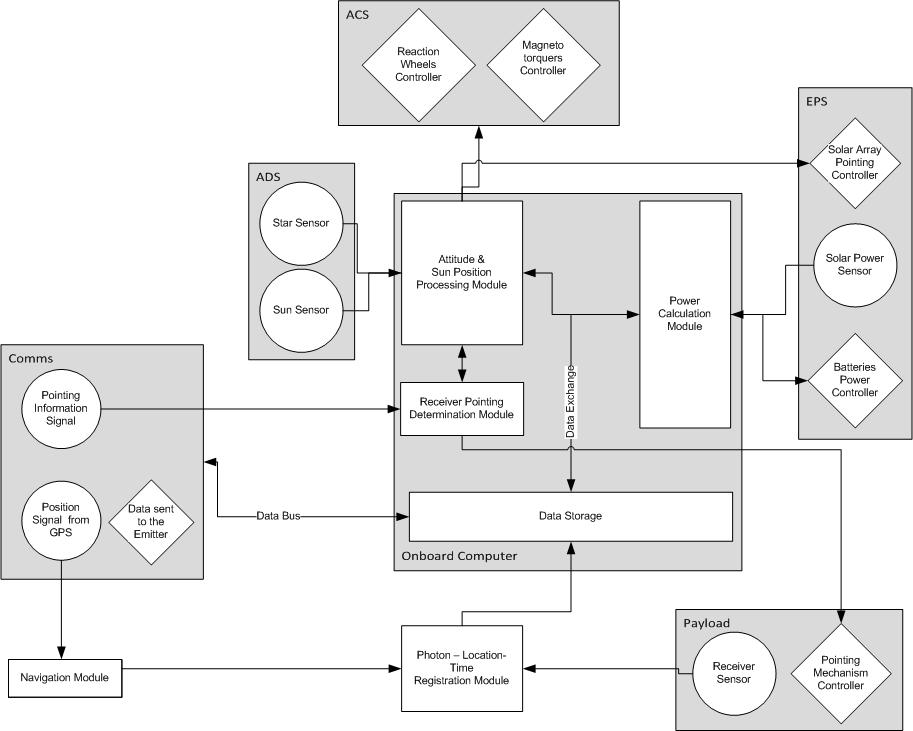 ACS
Reaction
Wheels
Controller
Magneto
torquers
Controller
EPS
Solar Array
Pointing
Controller
Solar Power
Sensor
Batteries
Power
Controller
ADS
Star Sensor
Sun Sensor
Attitude &
Sun Position
Processing Module
Power
Calculation
Module
Receiver Pointing
Determination Module
Data Exchange
Data Storage
Onboard Computer
Comms
Pointing
Information
Signal
Position
Signal from
GPS
Data sent
to the
Emitter
Data Bus
Navigation Module
Photon – Location-
Time
Registration Module
Payload
Receiver
Sensor
Pointing
Mechanism
Controller